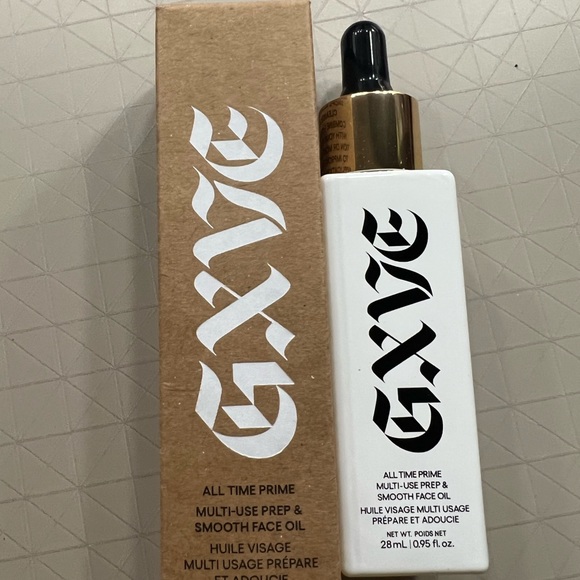 GXVE
ALL TIME PRIME
MULTI-USE PREP &
SMOOTH FACE OIL
HUILE VISAGE
MULTI USAGE PRÉPARE
ET ADOUCIE
GXVE
ALL TIME PRIME
MULTI-USE PREP &
SMOOTH FACE OIL
HUILE VISAGE MULTI USAGE
PRÉPARE ET ADOUCIE
NET WT. POIDS NET
28 mL | 0.95 fl. oz.